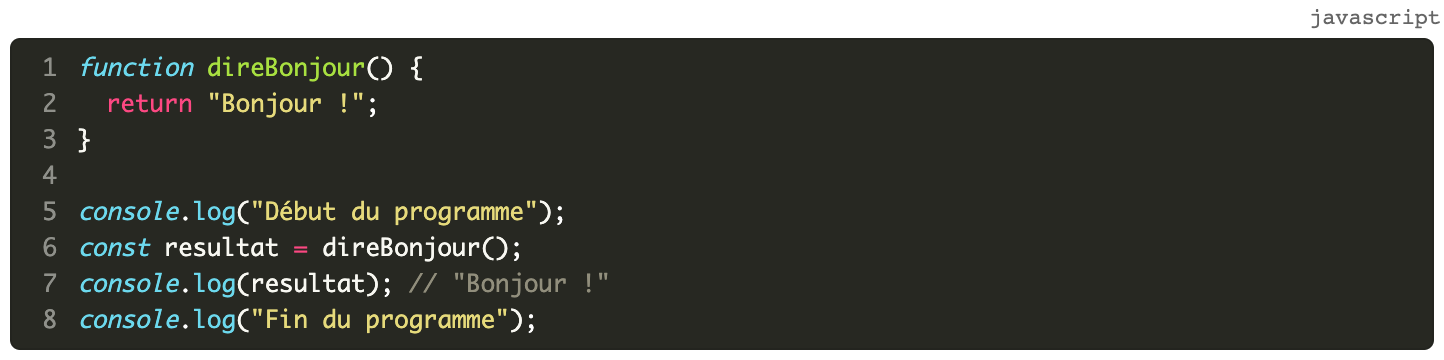 javascript
1 function direBonjour() {
2   return "Bonjour !";
3 }
4
5 console.log("Début du programme");
6 const resultat = direBonjour();
7 console.log(resultat); // "Bonjour !"
8 console.log("Fin du programme");